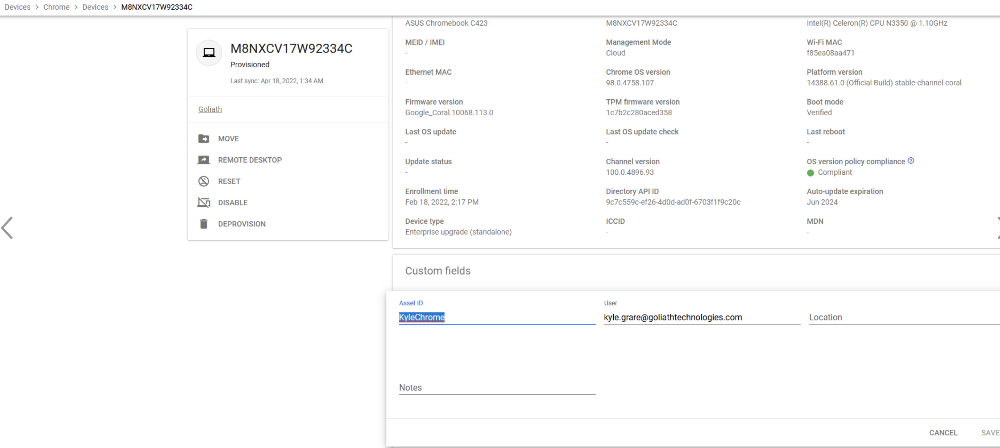 Devices > Chrome > Devices > M8NXCV17W92334C
M8NXCV17W92334C
Provisioned
Last sync: Apr 18, 2022, 1:34 AM
Goliath
MOVE
REMOTE DESKTOP
RESET
DISABLE
DEPROVISION
ASUS Chromebook C423 M8NXCV17W92334C Intel(R) Celeron(R) CPU N3350 @ 1.10GHz
MEID / IMEI Management Mode Wi-Fi MAC
- Cloud f85ea08aa471
Ethernet MAC Chrome OS version Platform version
- 98.0.4758.107 14388.61.0 (Official Build) stable-channel coral
Firmware version TPM firmware version Boot mode
Google_Coral.10068.113.0 1c7b2c280aced358 Verified
Last OS update Last OS update check Last reboot
- - -
Update status Channel version OS version policy compliance ?
- 100.0.4896.93 Compliant
Enrollment time Directory API ID Auto-update expiration
Feb 18, 2022, 2:17 PM 9c7c559c-ef26-4d0d-ad0f-6703f1f9c20c Jun 2024
Device type ICCID MDN
Enterprise upgrade (standalone) - -
Custom fields
Asset ID User
KyleChrome kyle.grare@goliathtechnologies.com Location
Notes
CANCEL SAVE